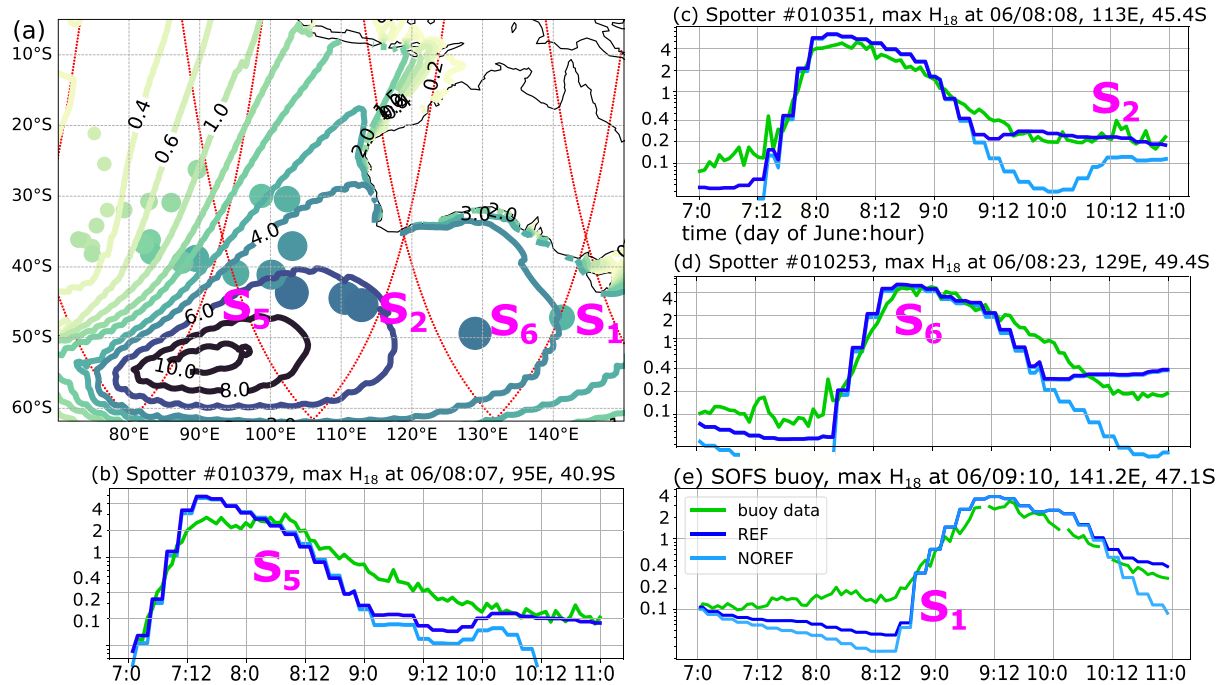 (a)
10°S
20°S
30°S
40°S
50°S
60°S
80°E
90°E
100°E
110°E
120°E
130°E
140°E
0.4
0.6
1.0
0.2
2.0
3.0
2.0
4.0
6.0
10.0
8.0
S5
S2
S6
S1
(b) Spotter #010379, max H18 at 06/08:07, 95E, 40.9S
4
2
1
0.4
0.2
0.1
S5
7:0 7:12 8:0 8:12 9:0 9:12 10:0 10:12 11:0
(c) Spotter #010351, max H18 at 06/08:08, 113E, 45.4S
4
2
1
0.4
0.2
0.1
S2
7:0 7:12 8:0 8:12 9:0 9:12 10:0 10:12 11:0
time (day of June:hour)
(d) Spotter #010253, max H18 at 06/08:23, 129E, 49.4S
4
2
1
0.4
0.2
0.1
S6
(e) SOFS buoy, max H18 at 06/09:10, 141.2E, 47.1S
4
2
1
0.4
0.2
0.1
buoy data
REF
NOREF
S1
7:0 7:12 8:0 8:12 9:0 9:12 10:0 10:12 11:0